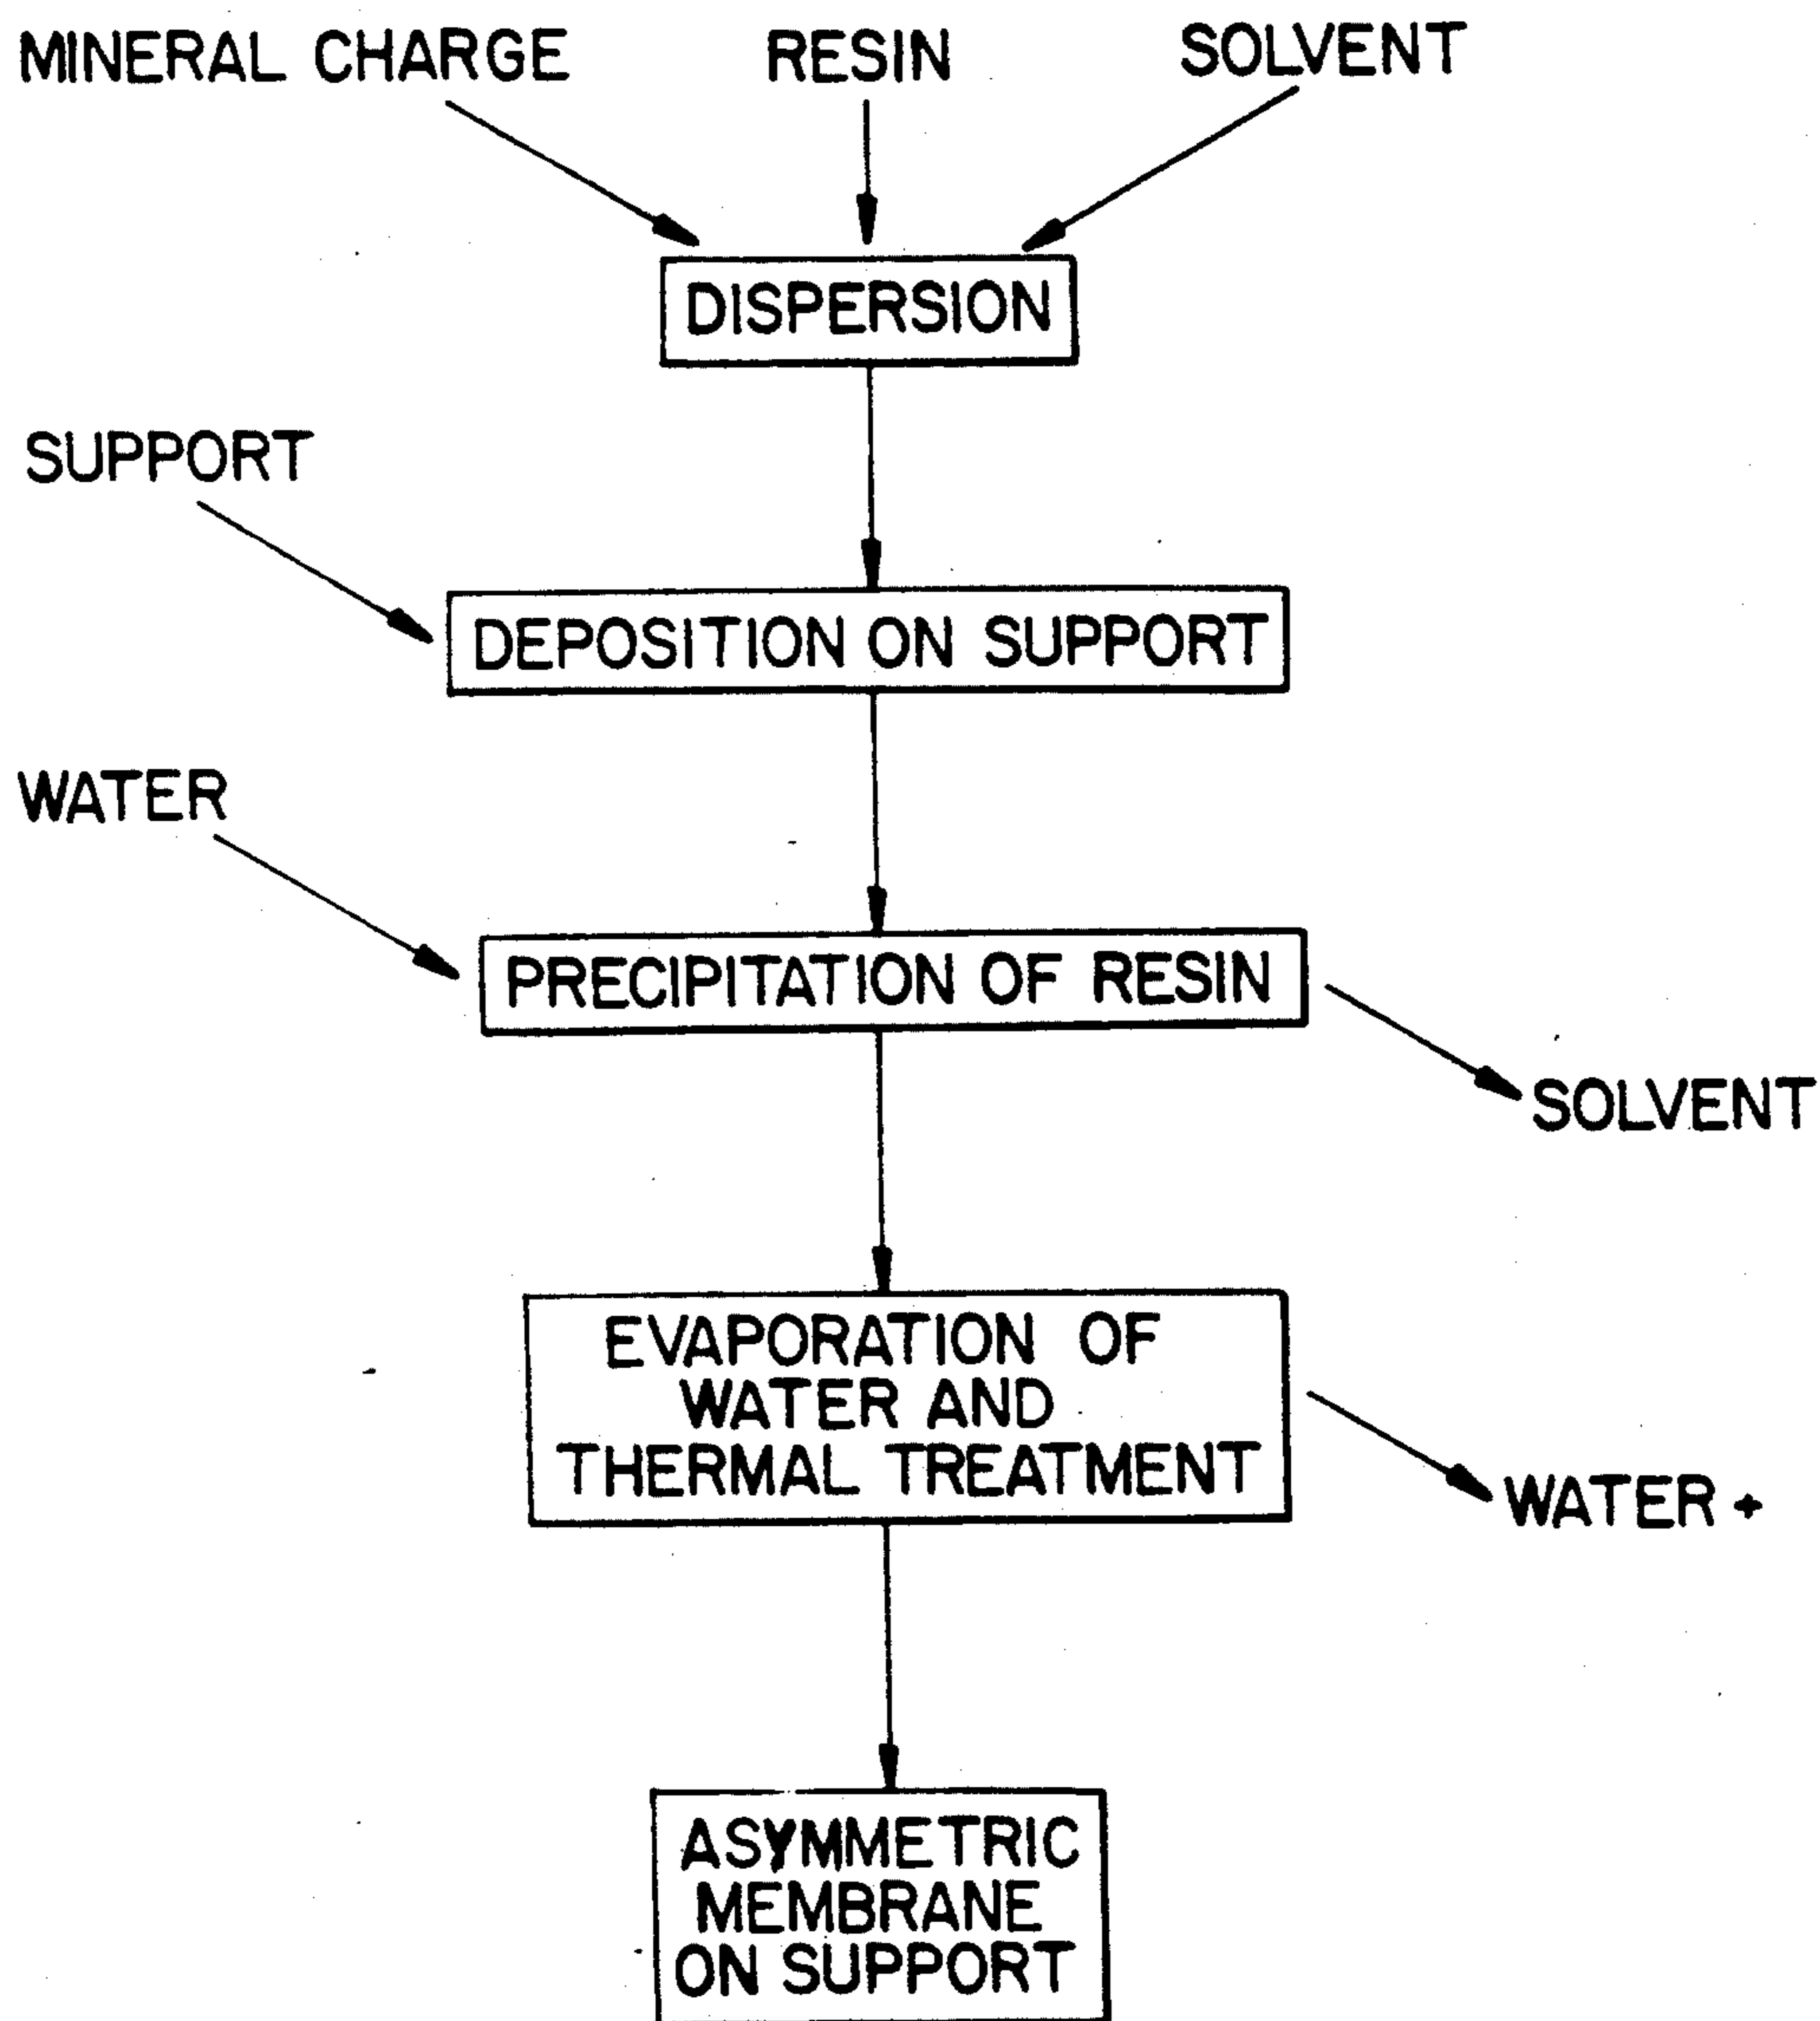 MINERAL CHARGE
RESIN
SOLVENT
DISPERSION
SUPPORT
DEPOSITION ON SUPPORT
WATER
PRECIPITATION OF RESIN
SOLVENT
EVAPORATION OF
WATER AND
THERMAL TREATMENT
WATER +
ASYMMETRIC
MEMBRANE
ON SUPPORT